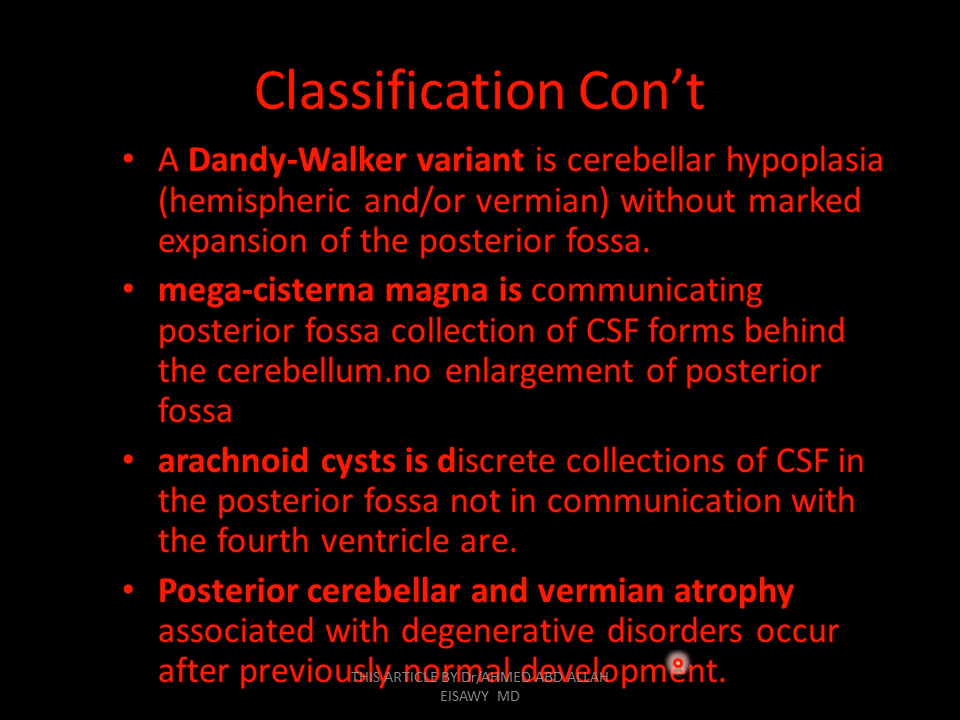 Classification Con’t
• A Dandy-Walker variant is cerebellar hypoplasia
(hemispheric and/or vermian) without marked
expansion of the posterior fossa.
• mega-cisterna magna is communicating
posterior fossa collection of CSF forms behind
the cerebellum.no enlargement of posterior
fossa
• arachnoid cysts is discrete collections of CSF in
the posterior fossa not in communication with
the fourth ventricle are.
• Posterior cerebellar and vermian atrophy
associated with degenerative disorders occur
after previously normal development.
THIS ARTICLE BY Dr/AHMED ABD ALLAH
EISAWY MD